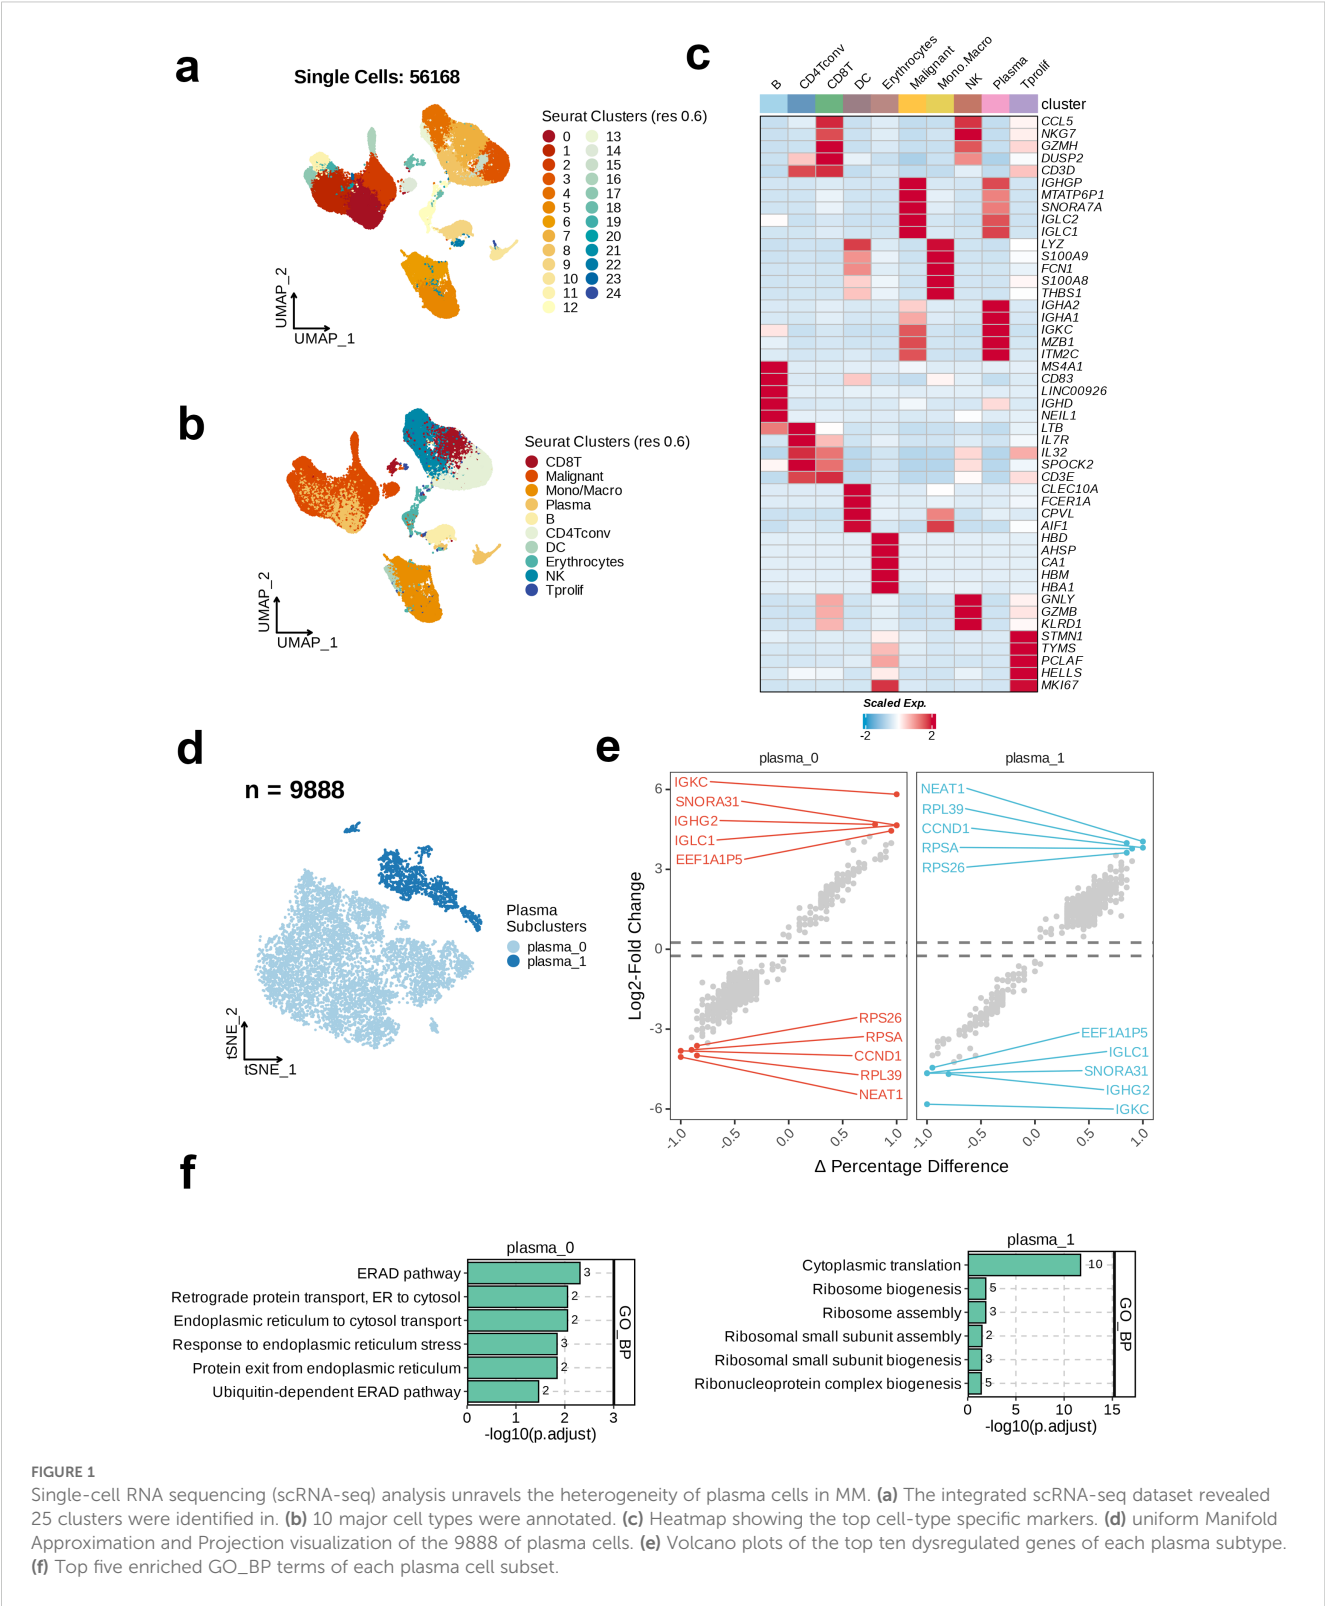 a
Single Cells: 56168
Seurat Clusters (res 0.6)
0
1
2
3
4
5
6
7
8
9
10
11
12
13
14
15
16
17
18
19
20
21
22
23
24
UMAP_2
UMAP_1
b
Seurat Clusters (res 0.6)
CD8T
Malignant
Mono/Macro
Plasma
B
CD4Tconv
DC
Erythrocytes
NK
Tprolif
UMAP_2
UMAP_1
c
B
CD4Tconv
CD8T
DC
Erythrocytes
Malignant
Mono.Macro
NK
Plasma
Tprolif
cluster
CCL5
NKG7
GZMH
DUSP2
CD3D
IGHGP
MTATP6P1
SNORA7A
IGLC2
IGLC1
LYZ
S100A9
FCN1
S100A8
THBS1
IGHA2
IGHA1
IGKC
MZB1
ITM2C
MS4A1
CD83
LINC00926
IGHD
NEIL1
LTB
IL7R
IL32
SPOCK2
CD3E
CLEC10A
FCER1A
CPVL
AIF1
HBD
AHSP
CA1
HBM
HBA1
GNLY
GZMB
KLRD1
STMN1
TYMS
PCLAF
HELLS
MKI67
Scaled Exp.
-2 2
d
n = 9888
Plasma
Subclusters
plasma_0
plasma_1
tSNE_2
tSNE_1
e
plasma_0
plasma_1
Log2-Fold Change
6
3
0
-3
-6
IGKC
SNORA31
IGHG2
IGLC1
EEF1A1P5
RPS26
RPSA
CCND1
RPL39
NEAT1
NEAT1
RPL39
CCND1
RPSA
RPS26
EEF1A1P5
IGLC1
SNORA31
IGHG2
IGKC
-1.0 -0.5 0.0 0.5 1.0
-1.0 -0.5 0.0 0.5 1.0
Δ Percentage Difference
f
plasma_0
ERAD pathway 3
Retrograde protein transport, ER to cytosol 2
Endoplasmic reticulum to cytosol transport 2
Response to endoplasmic reticulum stress 3
Protein exit from endoplasmic reticulum 2
Ubiquitin-dependent ERAD pathway 2
GO_BP
0 1 2 3
-log10(p.adjust)
plasma_1
Cytoplasmic translation 10
Ribosome biogenesis 5
Ribosome assembly 3
Ribosomal small subunit assembly 2
Ribosomal small subunit biogenesis 3
Ribonucleoprotein complex biogenesis 5
GO_BP
0 5 10 15
-log10(p.adjust)
FIGURE 1
Single-cell RNA sequencing (scRNA-seq) analysis unravels the heterogeneity of plasma cells in MM. (a) The integrated scRNA-seq dataset revealed
25 clusters were identified in. (b) 10 major cell types were annotated. (c) Heatmap showing the top cell-type specific markers. (d) uniform Manifold
Approximation and Projection visualization of the 9888 of plasma cells. (e) Volcano plots of the top ten dysregulated genes of each plasma subtype.
(f) Top five enriched GO_BP terms of each plasma cell subset.